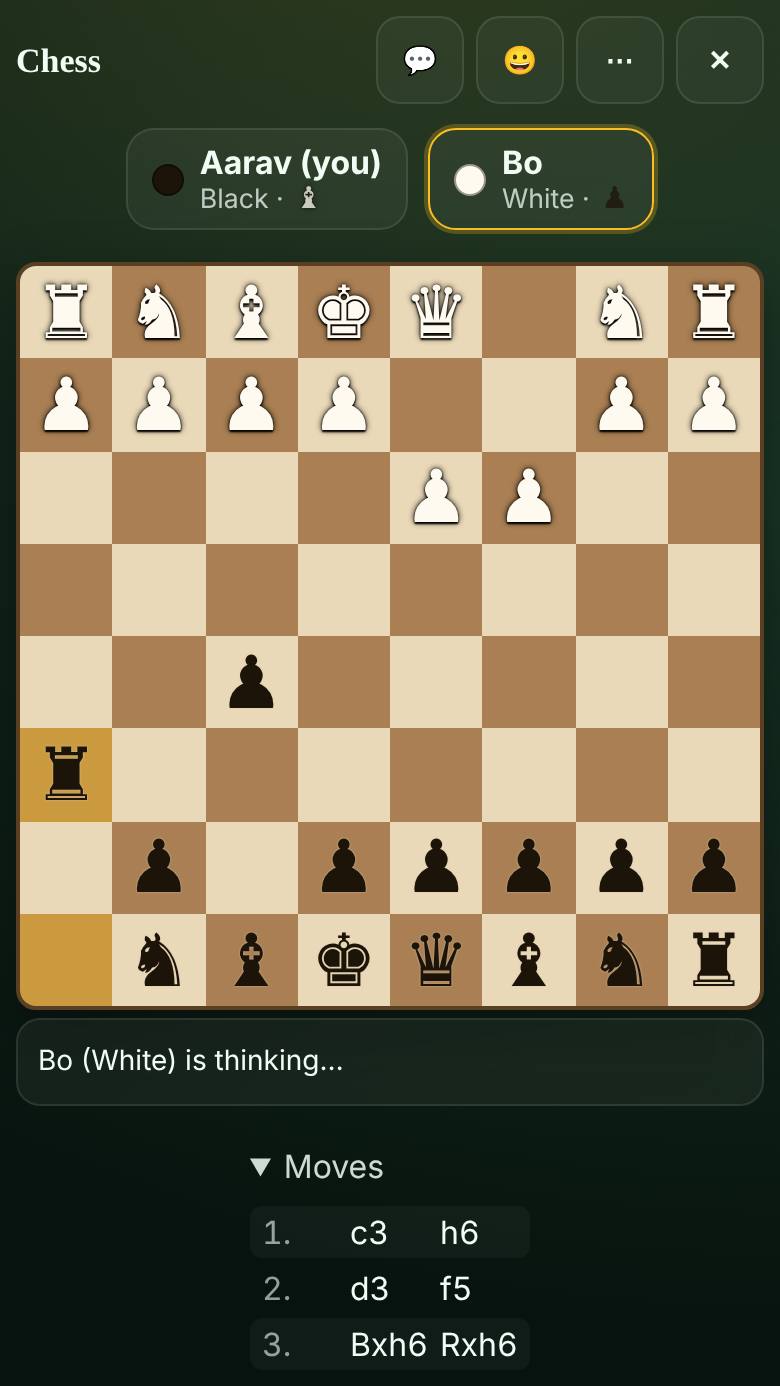 Chess
Aarav (you)
Black ·
Bo
White ·
Bo (White) is thinking...
▼ Moves
1. c3 h6
2. d3 f5
3. Bxh6 Rxh6